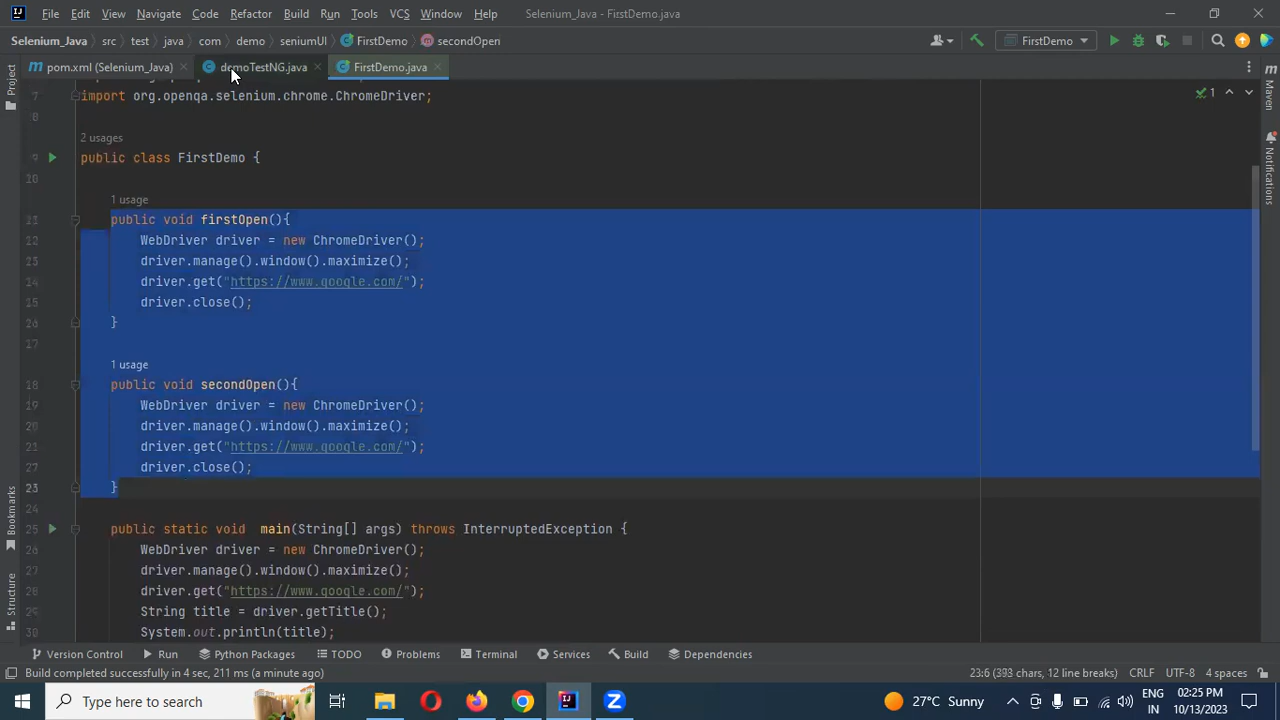 File Edit View Navigate Code Refactor Build Run Tools VCS Window Help Selenium_Java - FirstDemo.java
Selenium_Java src test java com demo seniumUI FirstDemo secondOpen FirstDemo
pom.xml (Selenium_Java) demoTestNG.java FirstDemo.java
Project
Maven
Notifications
Bookmarks
Structure
1
7 import org.openqa.selenium.chrome.ChromeDriver;
8
2 usages
9 public class FirstDemo {
10
1 usage
11 public void firstOpen(){
12 WebDriver driver = new ChromeDriver();
13 driver.manage().window().maximize();
14 driver.get("https://www.google.com/");
15 driver.close();
16 }
17
1 usage
18 public void secondOpen(){
19 WebDriver driver = new ChromeDriver();
20 driver.manage().window().maximize();
21 driver.get("https://www.google.com/");
22 driver.close();
23 }
24
25 public static void main(String[] args) throws InterruptedException {
26 WebDriver driver = new ChromeDriver();
27 driver.manage().window().maximize();
28 driver.get("https://www.google.com/");
29 String title = driver.getTitle();
30 System.out.println(title);
Version Control Run Python Packages TODO Problems Terminal Services Build Dependencies
Build completed successfully in 4 sec, 211 ms (a minute ago) 23:6 (393 chars, 12 line breaks) CRLF UTF-8 4 spaces
Type here to search 27°C Sunny ENG 02:25 PM
IN 10/13/2023